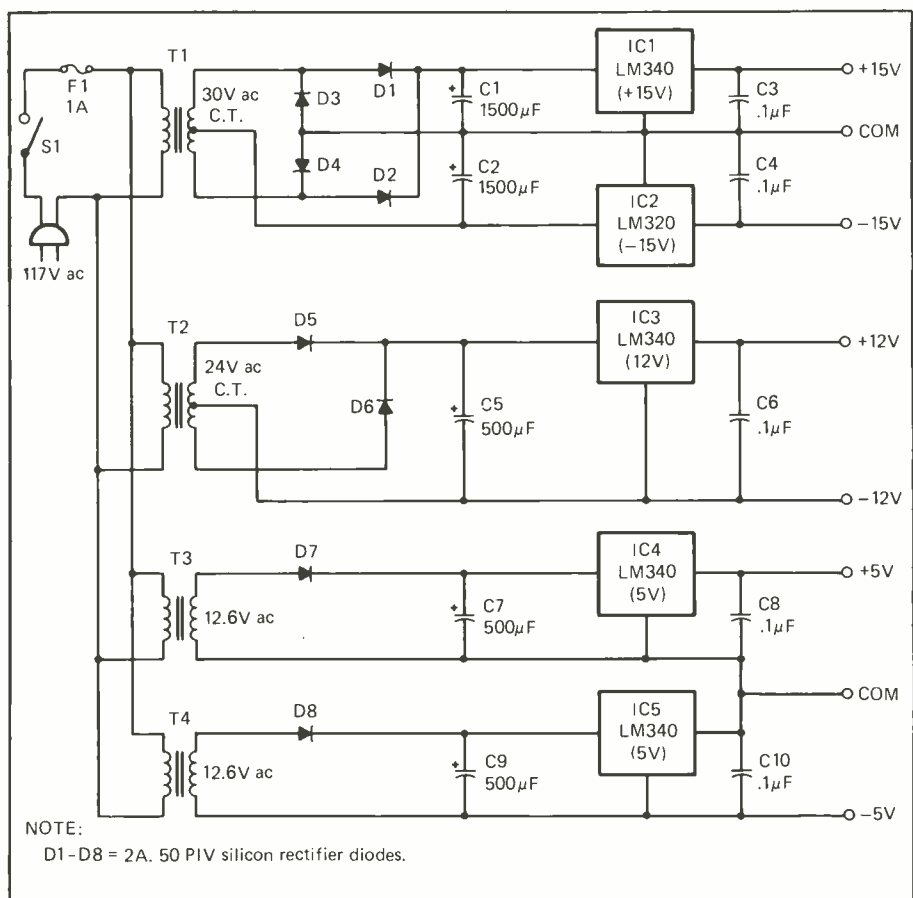 T1
F1
1A
S1
117V ac
30V ac
C.T.
D3
D4
D1
D2
C1
1500µF
C2
1500µF
IC1
LM340
(+15V)
IC2
LM320
(−15V)
C3
.1µF
C4
.1µF
+15V
COM
−15V
T2
24V ac
C.T.
D5
D6
C5
500µF
IC3
LM340
(12V)
C6
.1µF
+12V
−12V
T3
12.6V ac
D7
C7
500µF
IC4
LM340
(5V)
C8
.1µF
+5V
COM
T4
12.6V ac
D8
C9
500µF
IC5
LM340
(5V)
C10
.1µF
−5V
NOTE:
D1-D8 = 2A. 50 PIV silicon rectifier diodes.